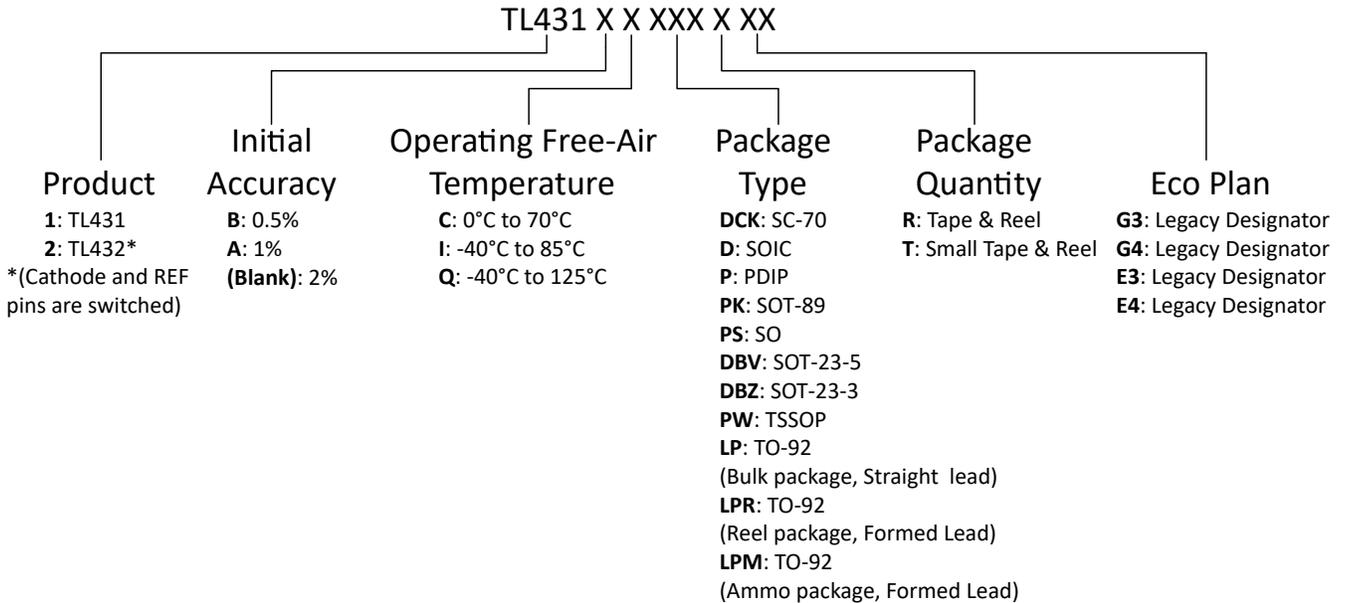 TL431 X X XXX X XX
Product
1: TL431
2: TL432*
*(Cathode and REF
pins are switched)
Initial
Accuracy
B: 0.5%
A: 1%
(Blank): 2%
Operating Free-Air
Temperature
C: 0°C to 70°C
I: -40°C to 85°C
Q: -40°C to 125°C
Package
Type
DCK: SC-70
D: SOIC
P: PDIP
PK: SOT-89
PS: SO
DBV: SOT-23-5
DBZ: SOT-23-3
PW: TSSOP
LP: TO-92
(Bulk package, Straight lead)
LPR: TO-92
(Reel package, Formed Lead)
LPM: TO-92
(Ammo package, Formed Lead)
Package
Quantity
R: Tape & Reel
T: Small Tape & Reel
Eco Plan
G3: Legacy Designator
G4: Legacy Designator
E3: Legacy Designator
E4: Legacy Designator